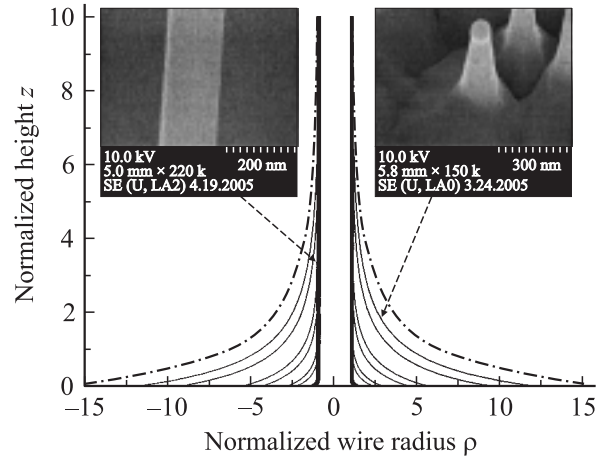 10
8
6
4
2
0
Normalized height z
10.0 kV
5.0 mm × 220 k
SE (U, LA2) 4.19.2005
200 nm
10.0 kV
5.8 mm × 150 k
SE (U, LA0) 3.24.2005
300 nm
–15 –10 –5 0 5 10 15
Normalized wire radius ρ